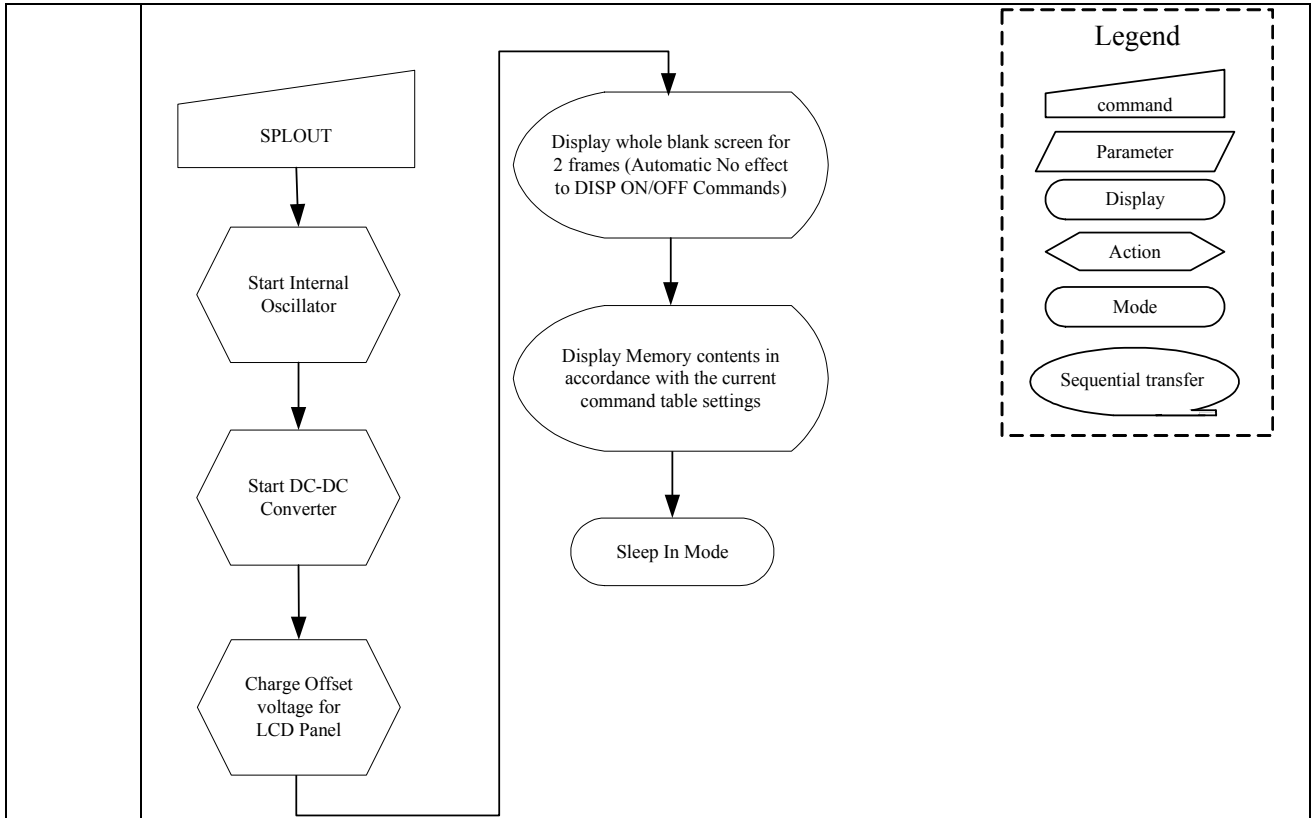 SPLOUT
Start Internal
Oscillator
Start DC-DC
Converter
Charge Offset
voltage for
LCD Panel
Display whole blank screen for
2 frames (Automatic No effect
to DISP ON/OFF Commands)
Display Memory contents in
accordance with the current
command table settings
Sleep In Mode
Legend
command
Parameter
Display
Action
Mode
Sequential transfer